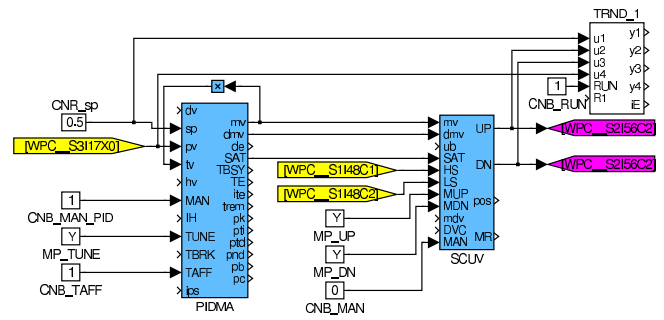 TRND_1
u1
u2
u3
u4
RUN
R1
y1
y2
y3
y4
iE
1
CNB_RUN
CNR_sp
0.5
[WPC__S3I17X0]
1
CNB_MAN_PID
Y
MP_TUNE
1
CNB_TAFF
×
dv
sp
pv
tv
hv
MAN
IH
TUNE
TBRK
TAFF
ips
mv
dmv
de
SAT
TBSY
TE
ite
trem
pk
pti
ptd
pnd
pb
pc
PIDMA
[WPC__S1I48C1]
[WPC__S1I48C2]
Y
MP_UP
Y
MP_DN
0
CNB_MAN
mv
dmv
ub
SAT
HS
LS
MUP
MDN
mdv
DVC
MAN
UP
DN
pos
MR
SCUV
[WPC__S2I56C2]
[WPC__S2I56C2]